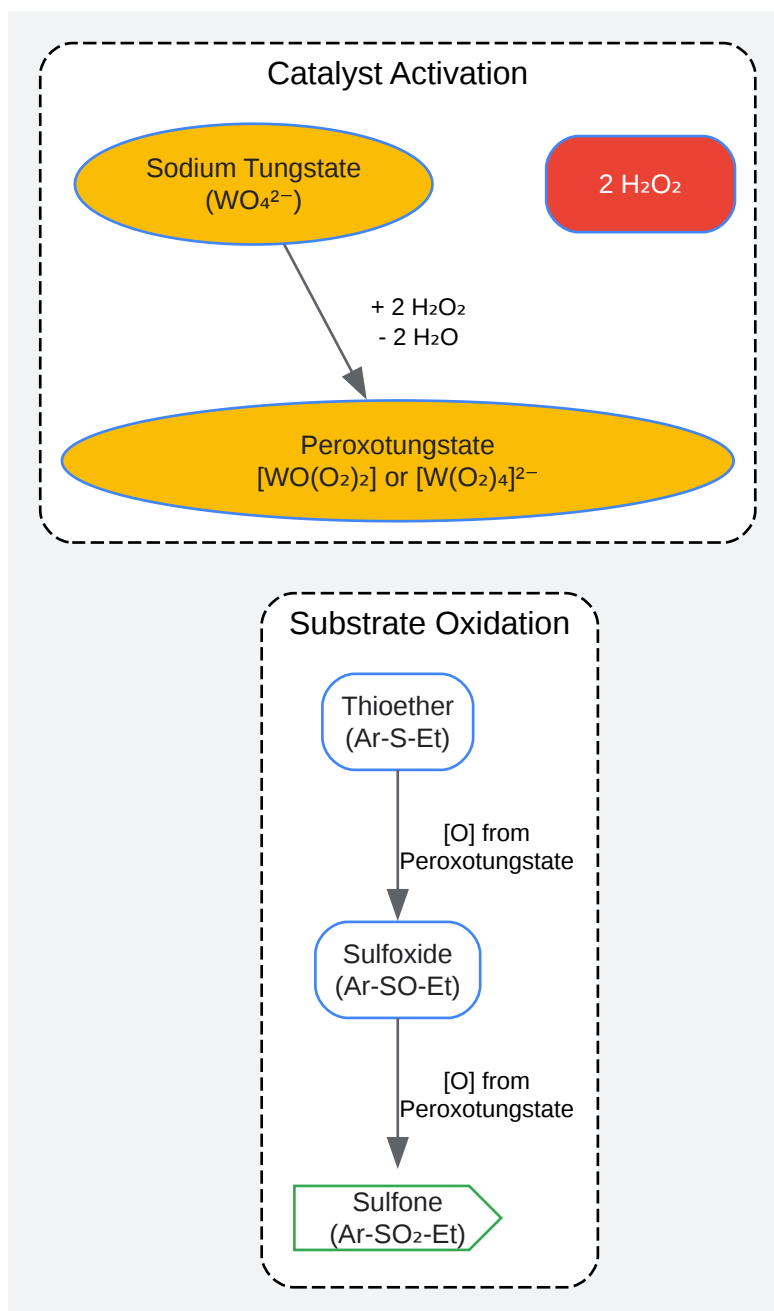 Catalyst Activation
Sodium Tungstate
(WO₄²⁻)
2 H₂O₂
+ 2 H₂O₂
- 2 H₂O
Peroxotungstate
[WO(O₂)₂] or [W(O₂)₄]²⁻
Substrate Oxidation
Thioether
(Ar-S-Et)
[O] from
Peroxotungstate
Sulfoxide
(Ar-SO-Et)
[O] from
Peroxotungstate
Sulfone
(Ar-SO₂-Et)